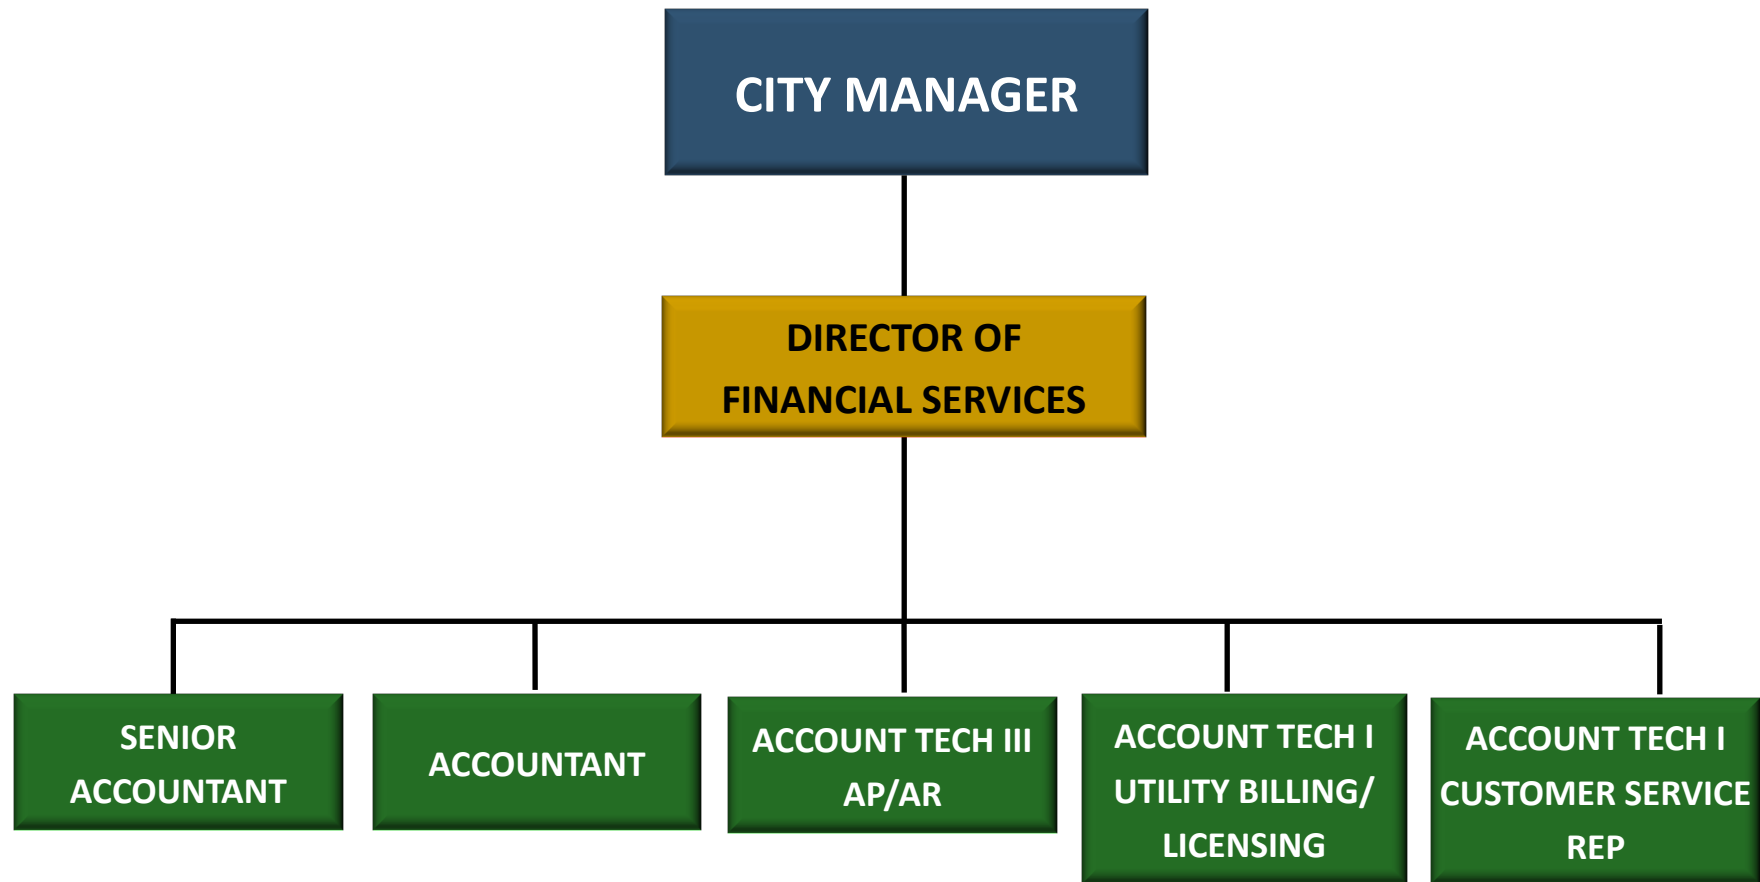 CITY MANAGER
DIRECTOR OF
FINANCIAL SERVICES
SENIOR
ACCOUNTANT
ACCOUNTANT
ACCOUNT TECH III
AP/AR
ACCOUNT TECH I
UTILITY BILLING/
LICENSING
ACCOUNT TECH I
CUSTOMER SERVICE
REP